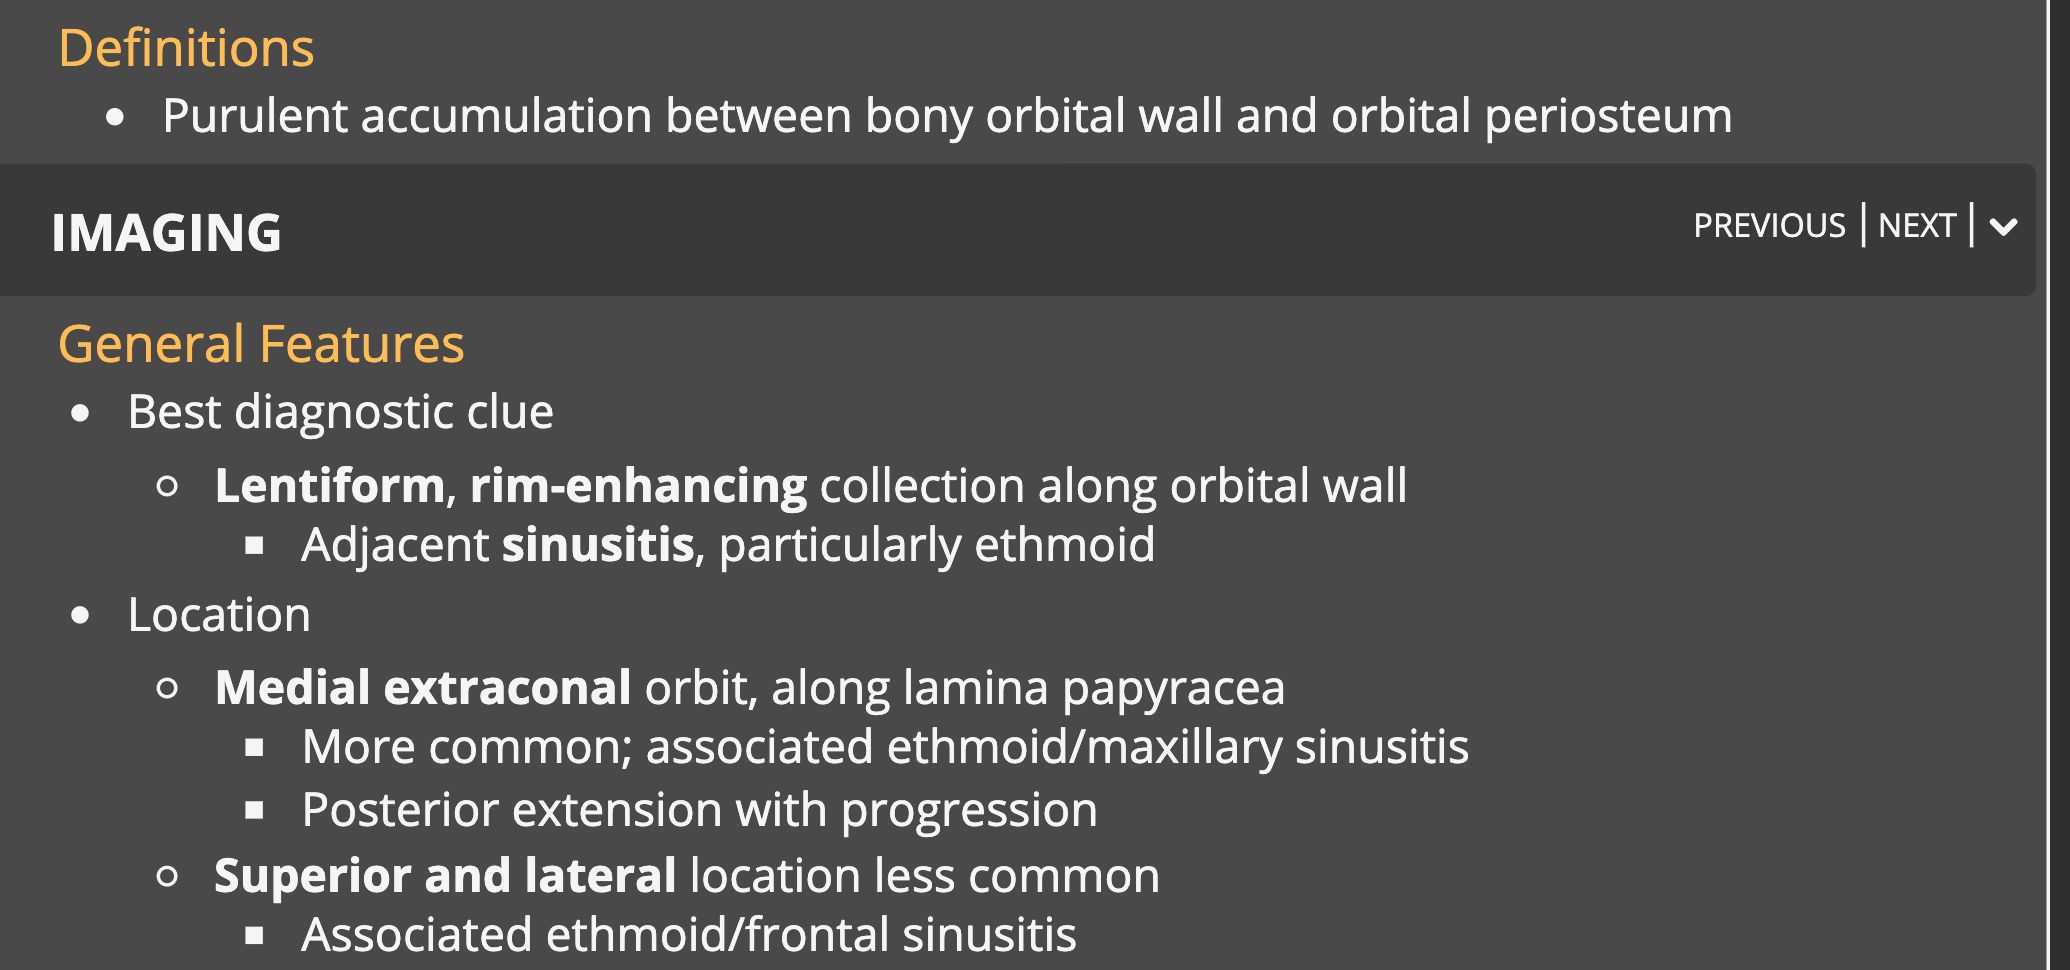 Definitions
• Purulent accumulation between bony orbital wall and orbital periosteum
IMAGING
PREVIOUS | NEXT |
General Features
• Best diagnostic clue
○ Lentiform, rim-enhancing collection along orbital wall
▪ Adjacent sinusitis, particularly ethmoid
• Location
○ Medial extraconal orbit, along lamina papyracea
▪ More common; associated ethmoid/maxillary sinusitis
▪ Posterior extension with progression
○ Superior and lateral location less common
▪ Associated ethmoid/frontal sinusitis